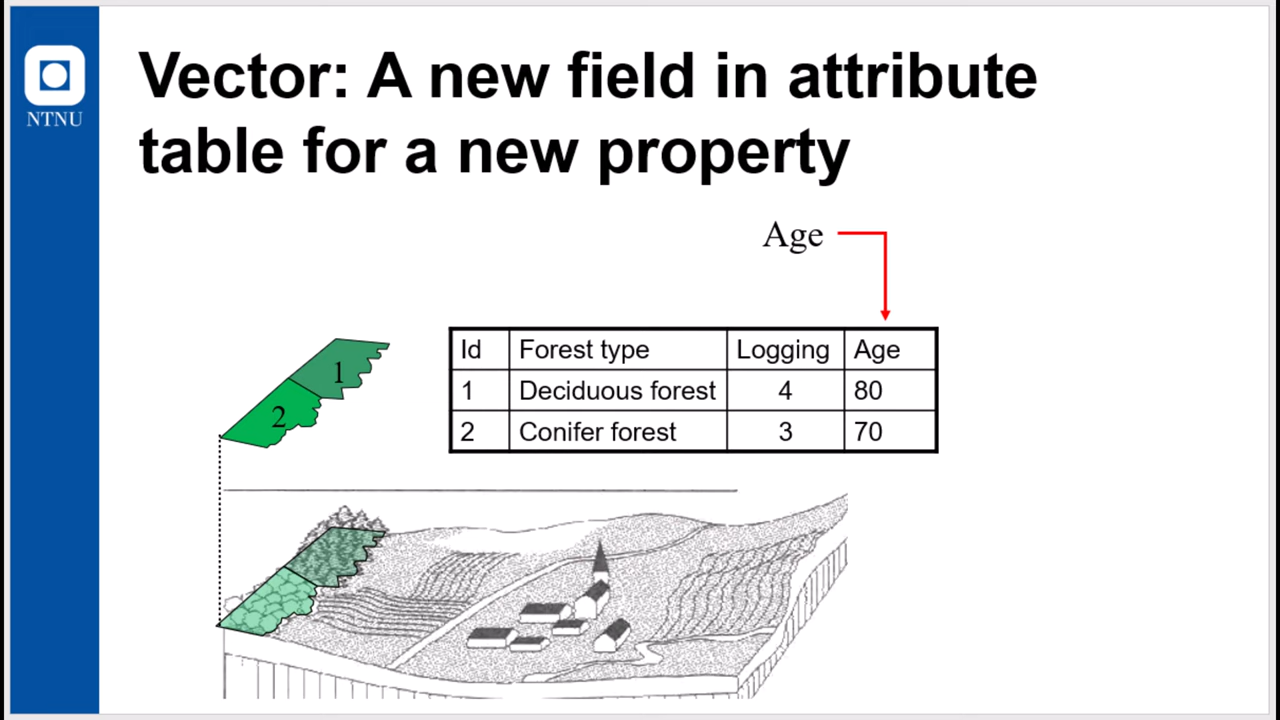 NTNU
Vector: A new field in attribute
table for a new property
Age
Id Forest type Logging Age
1 Deciduous forest 4 80
2 Conifer forest 3 70
1
2